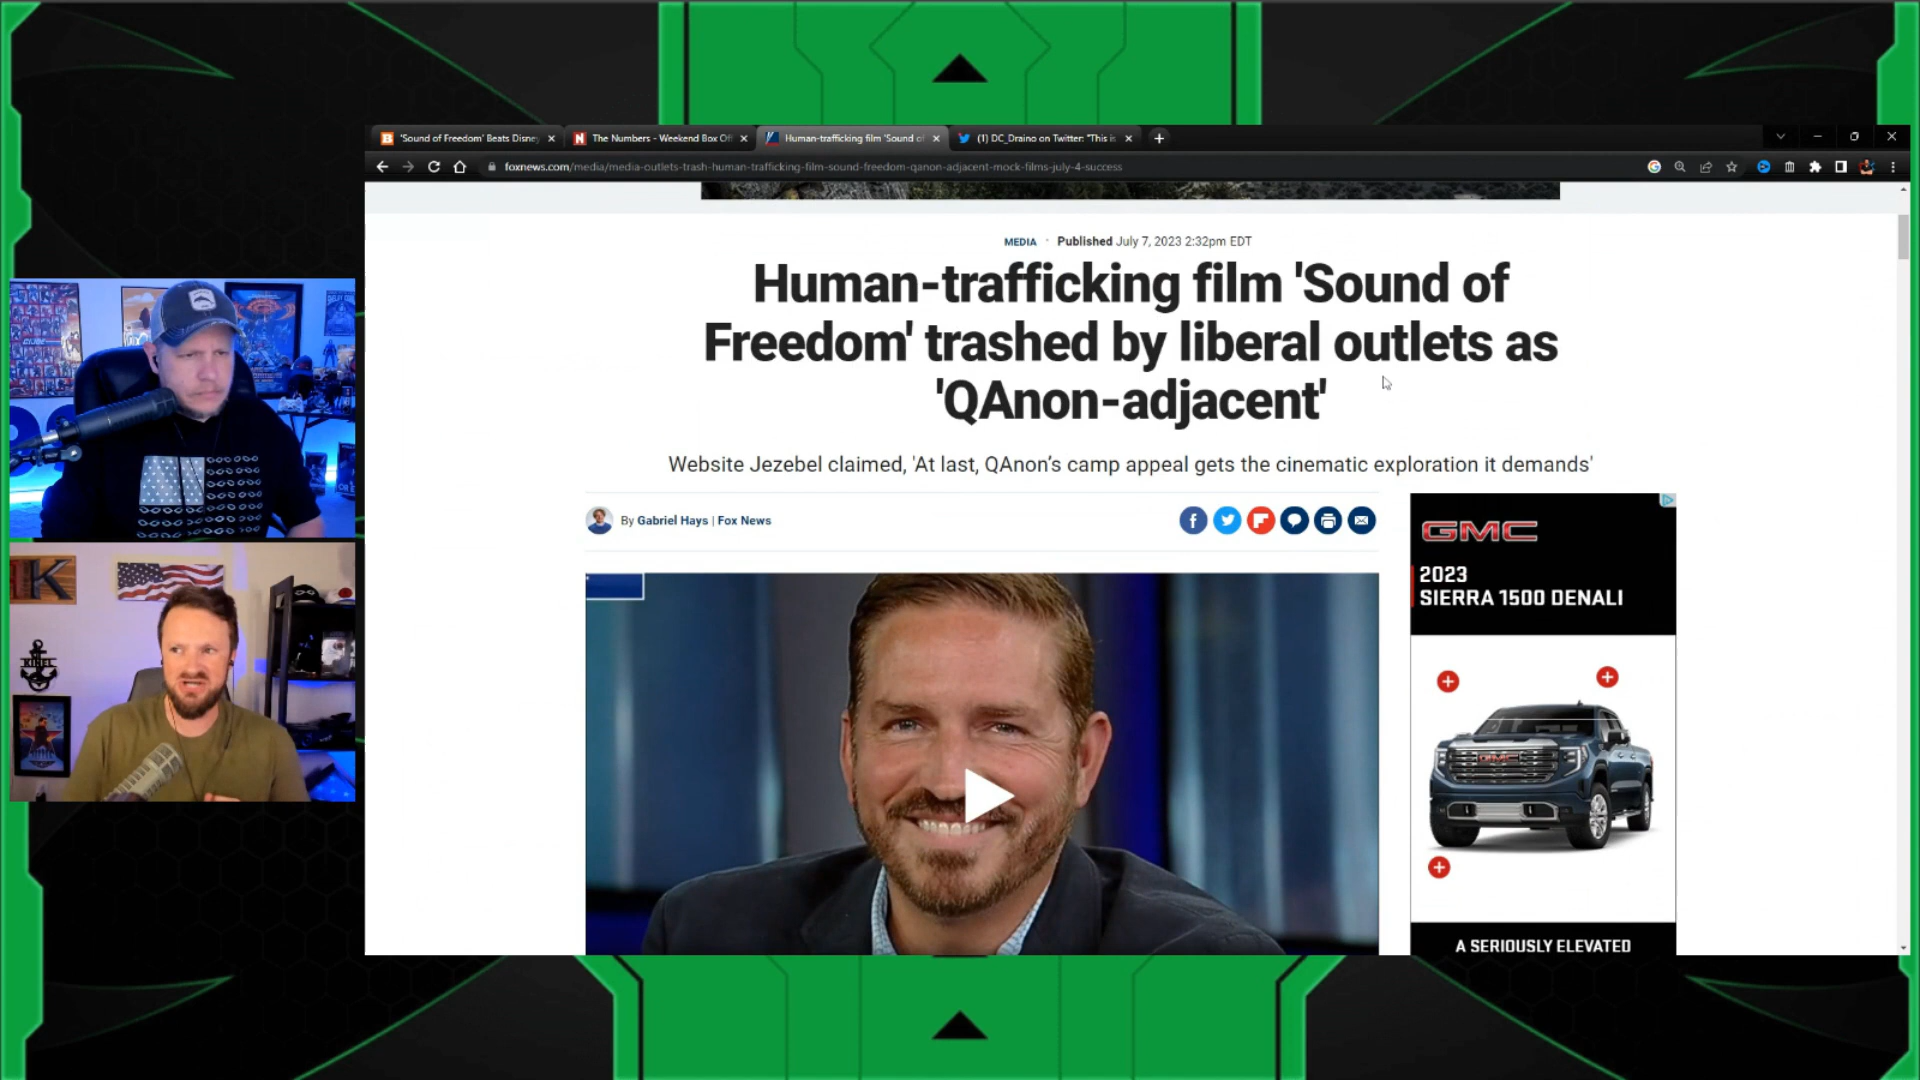 'Sound of Freedom' Beats Disney
The Numbers - Weekend Box Off
Human-trafficking film 'Sound of
(1) DC_Draino on Twitter: "This is
foxnews.com/media/media-outlets-trash-human-trafficking-film-sound-freedom-qanon-adjacent-mock-films-july-4-success
MEDIA · Published July 7, 2023 2:32pm EDT
Human-trafficking film 'Sound of
Freedom' trashed by liberal outlets as
'QAnon-adjacent'
Website Jezebel claimed, 'At last, QAnon's camp appeal gets the cinematic exploration it demands'
By Gabriel Hays | Fox News
GMC
2023
SIERRA 1500 DENALI
GMC
A SERIOUSLY ELEVATED
K
KINEL